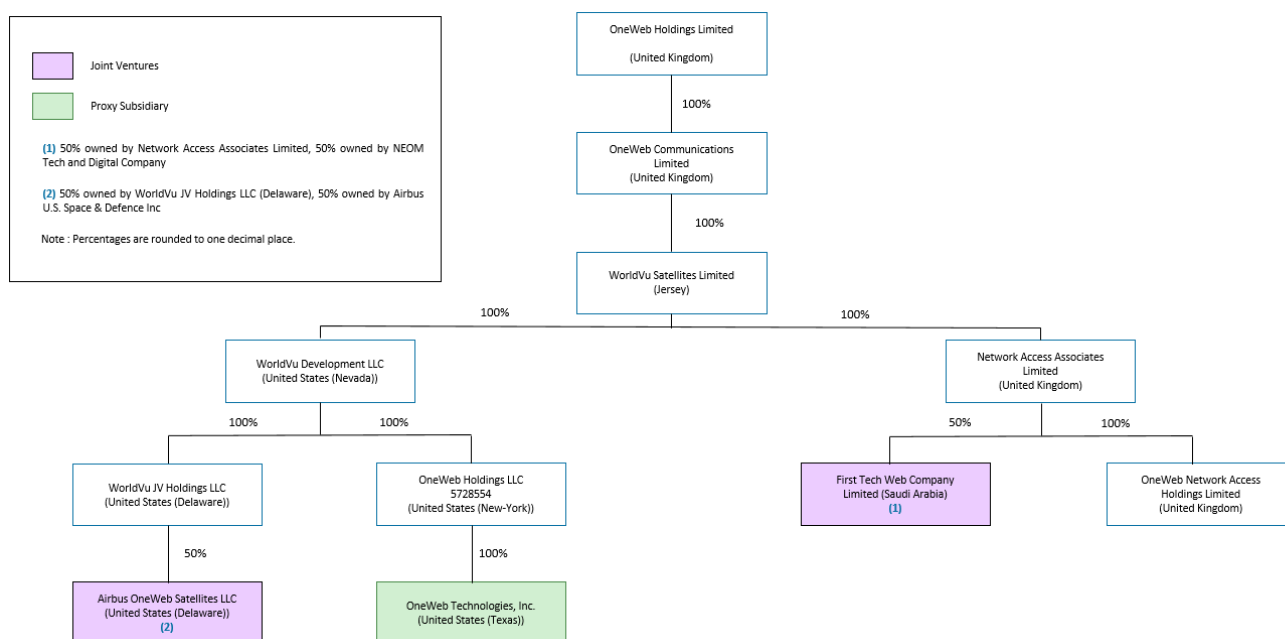 OneWeb Holdings Limited
(United Kingdom)
Joint Ventures
Proxy Subsidiary
(1) 50% owned by Network Access Associates Limited, 50% owned by NEOM
Tech and Digital Company
(2) 50% owned by WorldVu JV Holdings LLC (Delaware), 50% owned by Airbus
U.S. Space & Defence Inc
Note : Percentages are rounded to one decimal place.
100%
OneWeb Communications
Limited
(United Kingdom)
100%
WorldVu Satellites Limited
(Jersey)
100%
100%
WorldVu Development LLC
(United States (Nevada))
Network Access Associates
Limited
(United Kingdom)
100%
100%
50%
100%
WorldVu JV Holdings LLC
(United States (Delaware))
OneWeb Holdings LLC
5728554
(United States (New-York))
First Tech Web Company
Limited (Saudi Arabia)
(1)
OneWeb Network Access
Holdings Limited
(United Kingdom)
50%
100%
Airbus OneWeb Satellites LLC
(United States (Delaware))
(2)
OneWeb Technologies, Inc.
(United States (Texas))